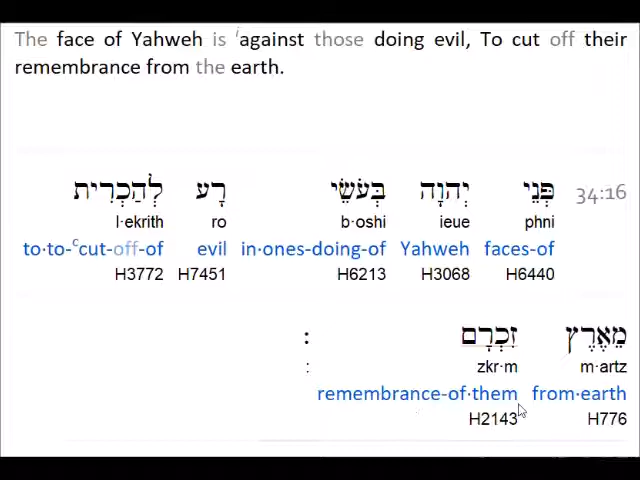 The face of Yahweh is ⁱagainst those doing evil, To cut off their
remembrance from the earth.
34:16 פְּנֵי יְהוָה בְּעֹשֵׂי רָע לְהַכְרִית
l·ekrith ro b·oshi ieue phni
to·to-ᶜcut-off-of evil in·ones-doing-of Yahweh faces-of
H3772 H7451 H6213 H3068 H6440
מֵאֶרֶץ זִכְרָם :
zkr·m m·artz :
remembrance-of·them from·earth
H2143 H776